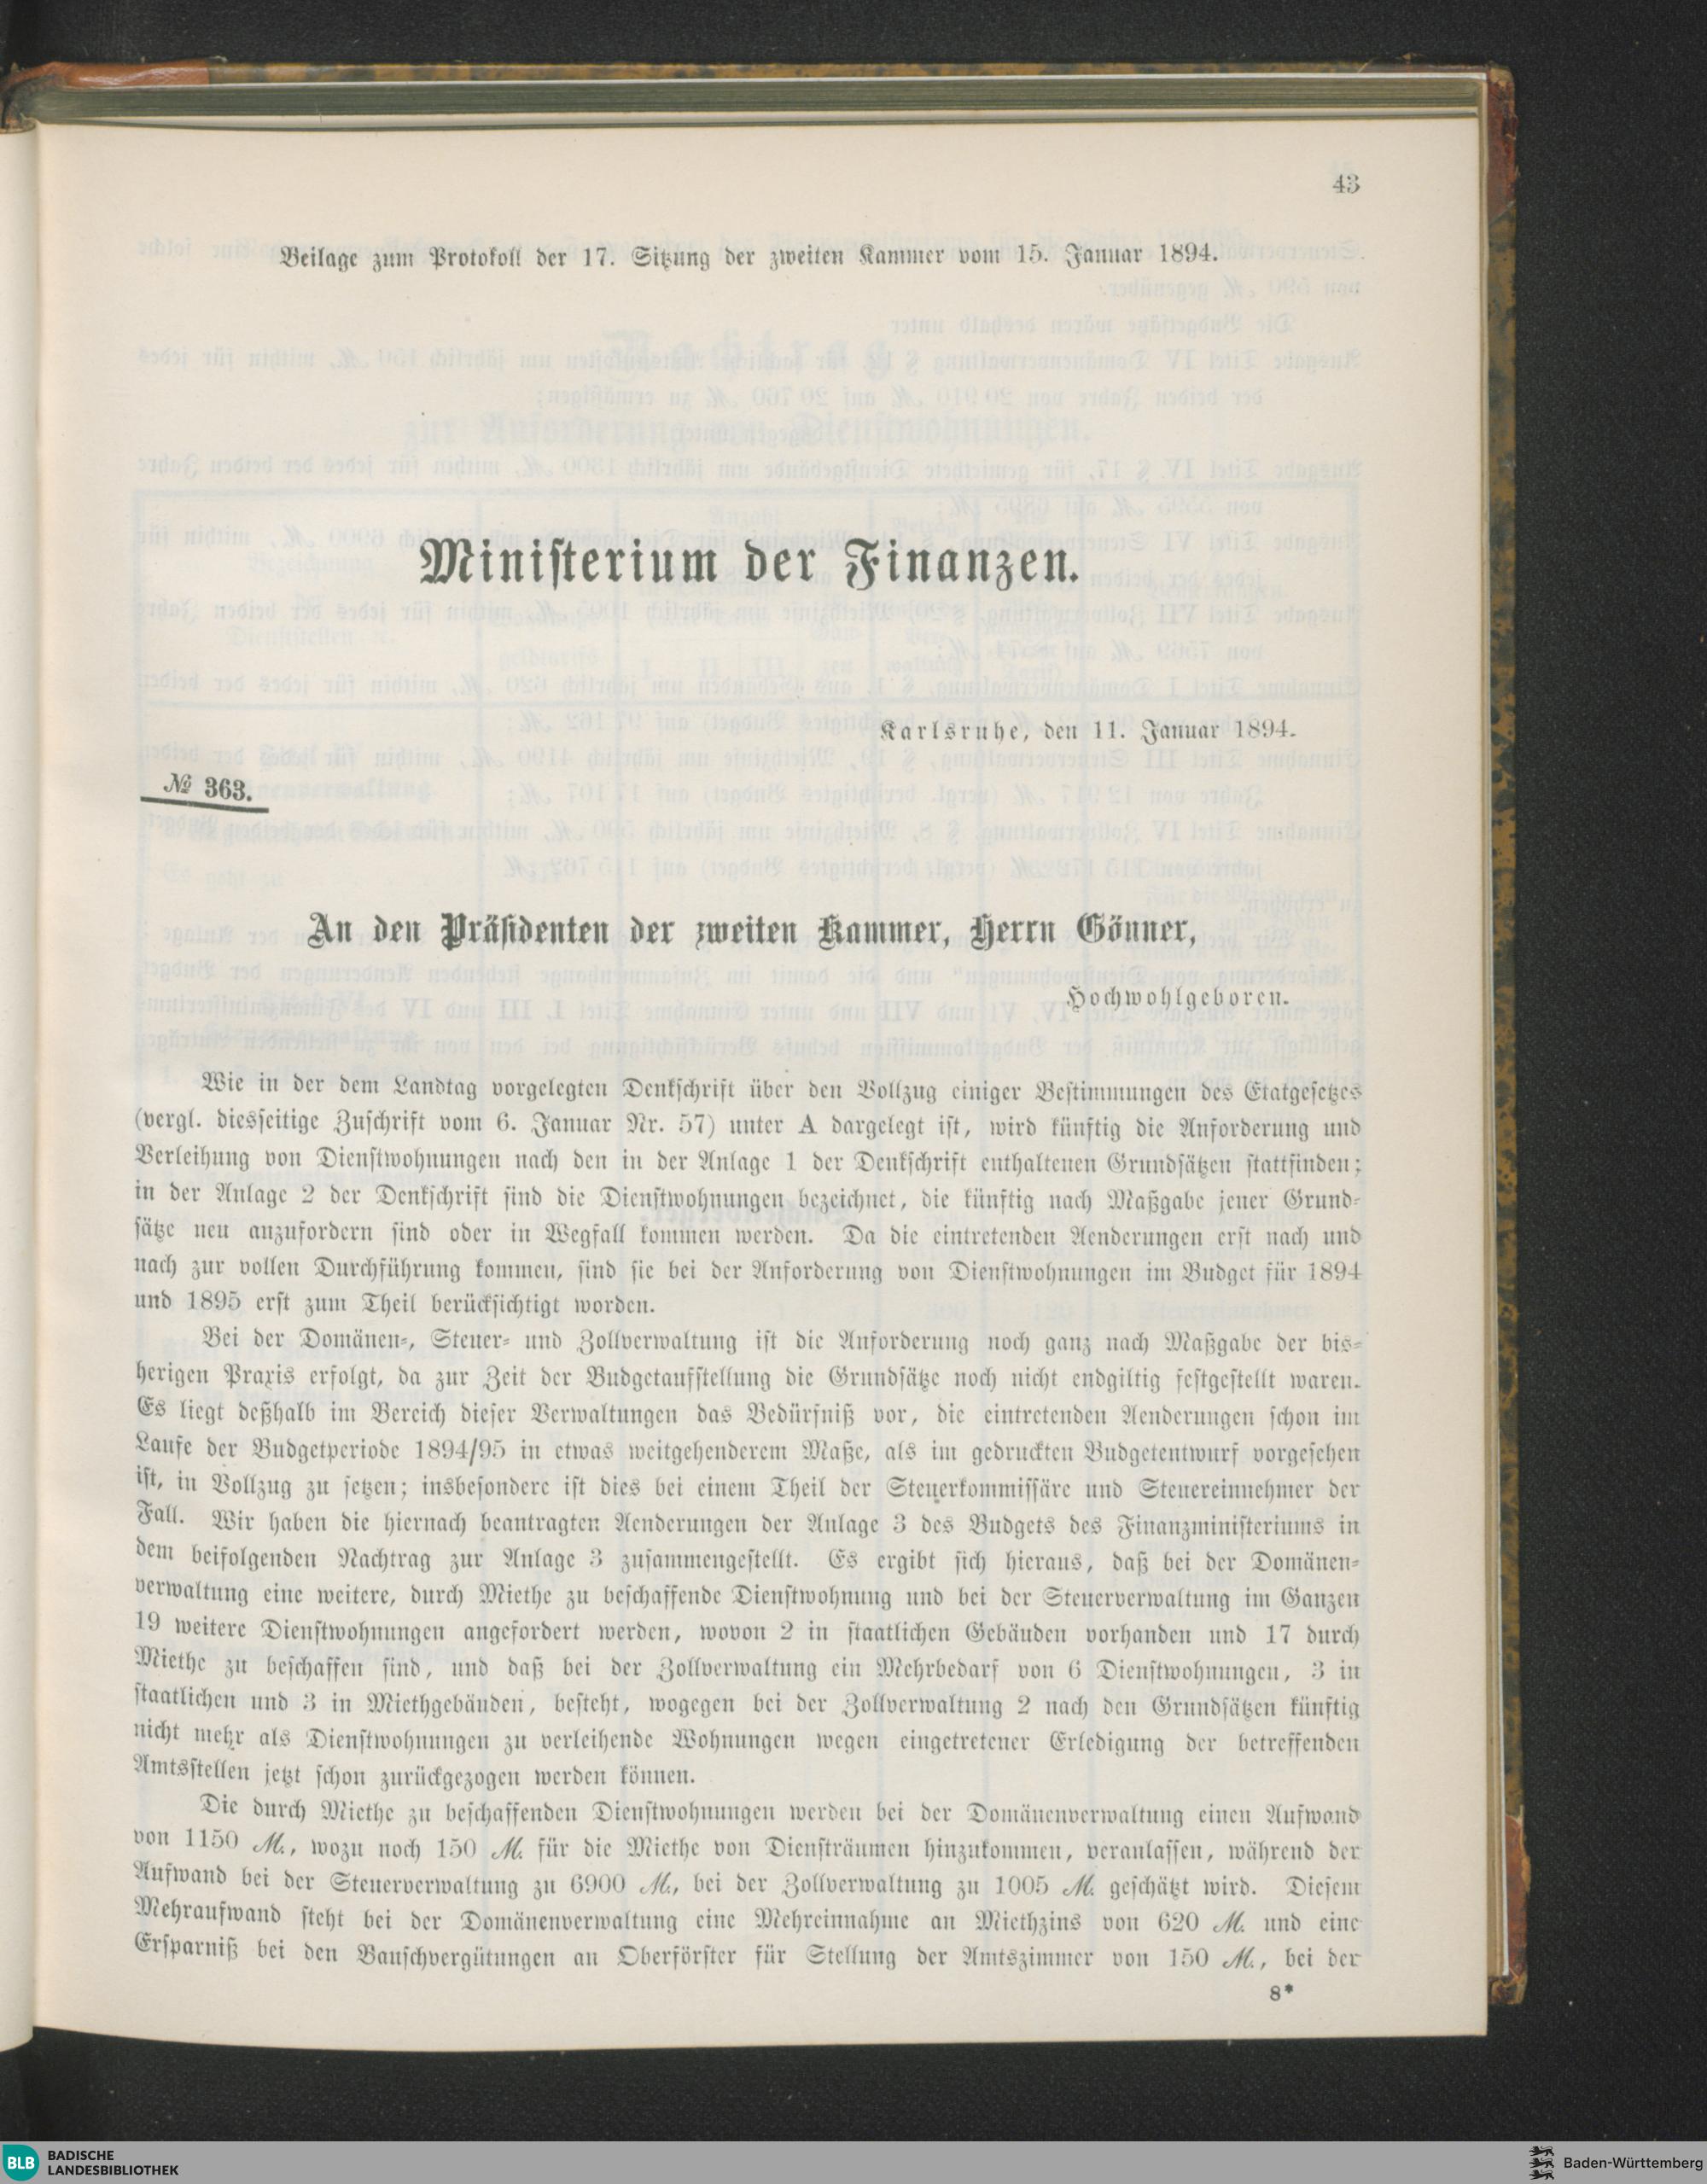 43
Beilage zum Protokoll der 17. Sitzung der zweiten Kammer vom 15. Januar 1894.
Ministerium der Finanzen.
Karlsruhe, den 11. Januar 1894.
№ 363.
An den Präsidenten der zweiten Kammer, Herrn Gönner,
Hochwohlgeboren.
Wie in der dem Landtag vorgelegten Denkschrift über den Vollzug einiger Bestimmungen des Etatgesetzes
(vergl. diesseitige Zuschrift vom 6. Januar Nr. 57) unter A dargelegt ist, wird künftig die Anforderung und
Verleihung von Dienstwohnungen nach den in der Anlage 1 der Denkschrift enthaltenen Grundsätzen stattfinden;
in der Anlage 2 der Denkschrift sind die Dienstwohnungen bezeichnet, die künftig nach Maßgabe jener Grund-
sätze neu anzufordern sind oder in Wegfall kommen werden. Da die eintretenden Aenderungen erst nach und
nach zur vollen Durchführung kommen, sind sie bei der Anforderung von Dienstwohnungen im Budget für 1894
und 1895 erst zum Theil berücksichtigt worden.
Bei der Domänen-, Steuer- und Zollverwaltung ist die Anforderung noch ganz nach Maßgabe der bis-
herigen Praxis erfolgt, da zur Zeit der Budgetaufstellung die Grundsätze noch nicht endgiltig festgestellt waren.
Es liegt deßhalb im Bereich dieser Verwaltungen das Bedürfniß vor, die eintretenden Aenderungen schon im
Laufe der Budgetperiode 1894/95 in etwas weitgehenderem Maße, als im gedruckten Budgetentwurf vorgesehen
ist, in Vollzug zu setzen; insbesondere ist dies bei einem Theil der Steuerkommissäre und Steuereinnehmer der
Fall. Wir haben die hiernach beantragten Aenderungen der Anlage 3 des Budgets des Finanzministeriums in
dem beifolgenden Nachtrag zur Anlage 3 zusammengestellt. Es ergibt sich hieraus, daß bei der Domänen-
verwaltung eine weitere, durch Miethe zu beschaffende Dienstwohnung und bei der Steuerverwaltung im Ganzen
19 weitere Dienstwohnungen angefordert werden, wovon 2 in staatlichen Gebäuden vorhanden und 17 durch
Miethe zu beschaffen sind, und daß bei der Zollverwaltung ein Mehrbedarf von 6 Dienstwohnungen, 3 in
staatlichen und 3 in Miethgebäuden, besteht, wogegen bei der Zollverwaltung 2 nach den Grundsätzen künftig
nicht mehr als Dienstwohnungen zu verleihende Wohnungen wegen eingetretener Erledigung der betreffenden
Amtsstellen jetzt schon zurückgezogen werden können.
Die durch Miethe zu beschaffenden Dienstwohnungen werden bei der Domänenverwaltung einen Aufwand
von 1150 M., wozu noch 150 M. für die Miethe von Diensträumen hinzukommen, veranlassen, während der
Aufwand bei der Steuerverwaltung zu 6900 M., bei der Zollverwaltung zu 1005 M. geschätzt wird. Diesem
Mehraufwand steht bei der Domänenverwaltung eine Mehreinnahme an Miethzins von 620 M. und eine
Ersparniß bei den Bauschvergütungen an Oberförster für Stellung der Amtszimmer von 150 M., bei der
8*
BLB BADISCHE
LANDESBIBLIOTHEK
Baden-Württemberg